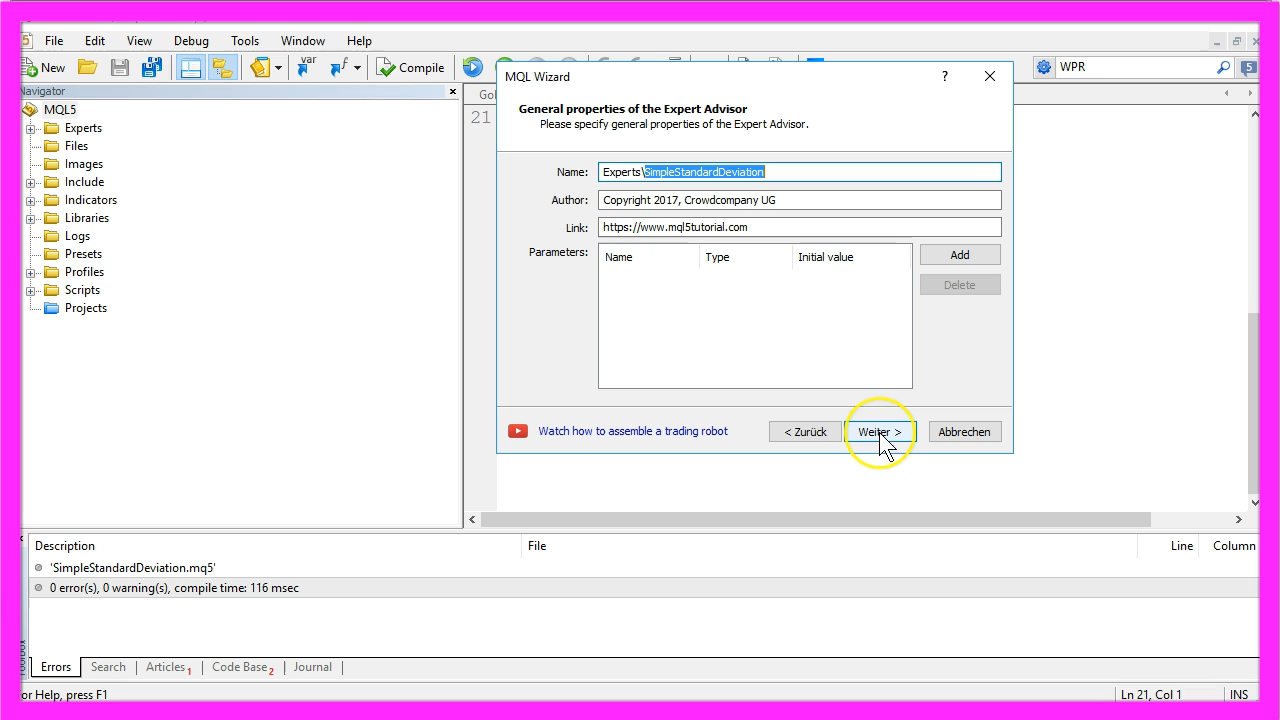 File Edit View Debug Tools Window Help
New var Compile WPR 5
Navigator
MQL5
Experts
Files
Images
Include
Indicators
Libraries
Logs
Presets
Profiles
Scripts
Projects
21
MQL Wizard ?
General properties of the Expert Advisor
Please specify general properties of the Expert Advisor.
Name: Experts\SimpleStandardDeviation
Author: Copyright 2017, Crowdcompany UG
Link: https://www.mql5tutorial.com
Parameters: Name Type Initial value
Add
Delete
Watch how to assemble a trading robot
< Zurück Weiter > Abbrechen
Description File Line Column
'SimpleStandardDeviation.mq5'
0 error(s), 0 warning(s), compile time: 116 msec
Errors Search Articles 1 Code Base 2 Journal
or Help, press F1 Ln 21, Col 1 INS